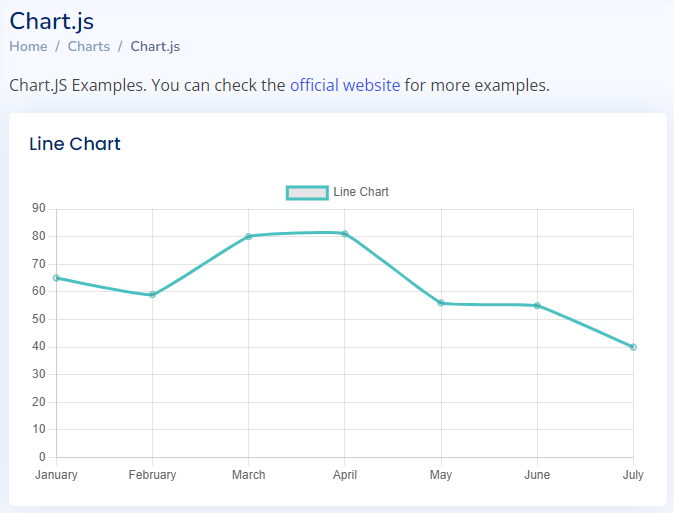 Chart.js
Home / Charts / Chart.js
Chart.JS Examples. You can check the official website for more examples.
Line Chart
Line Chart
90
80
70
60
50
40
30
20
10
0
January February March April May June July